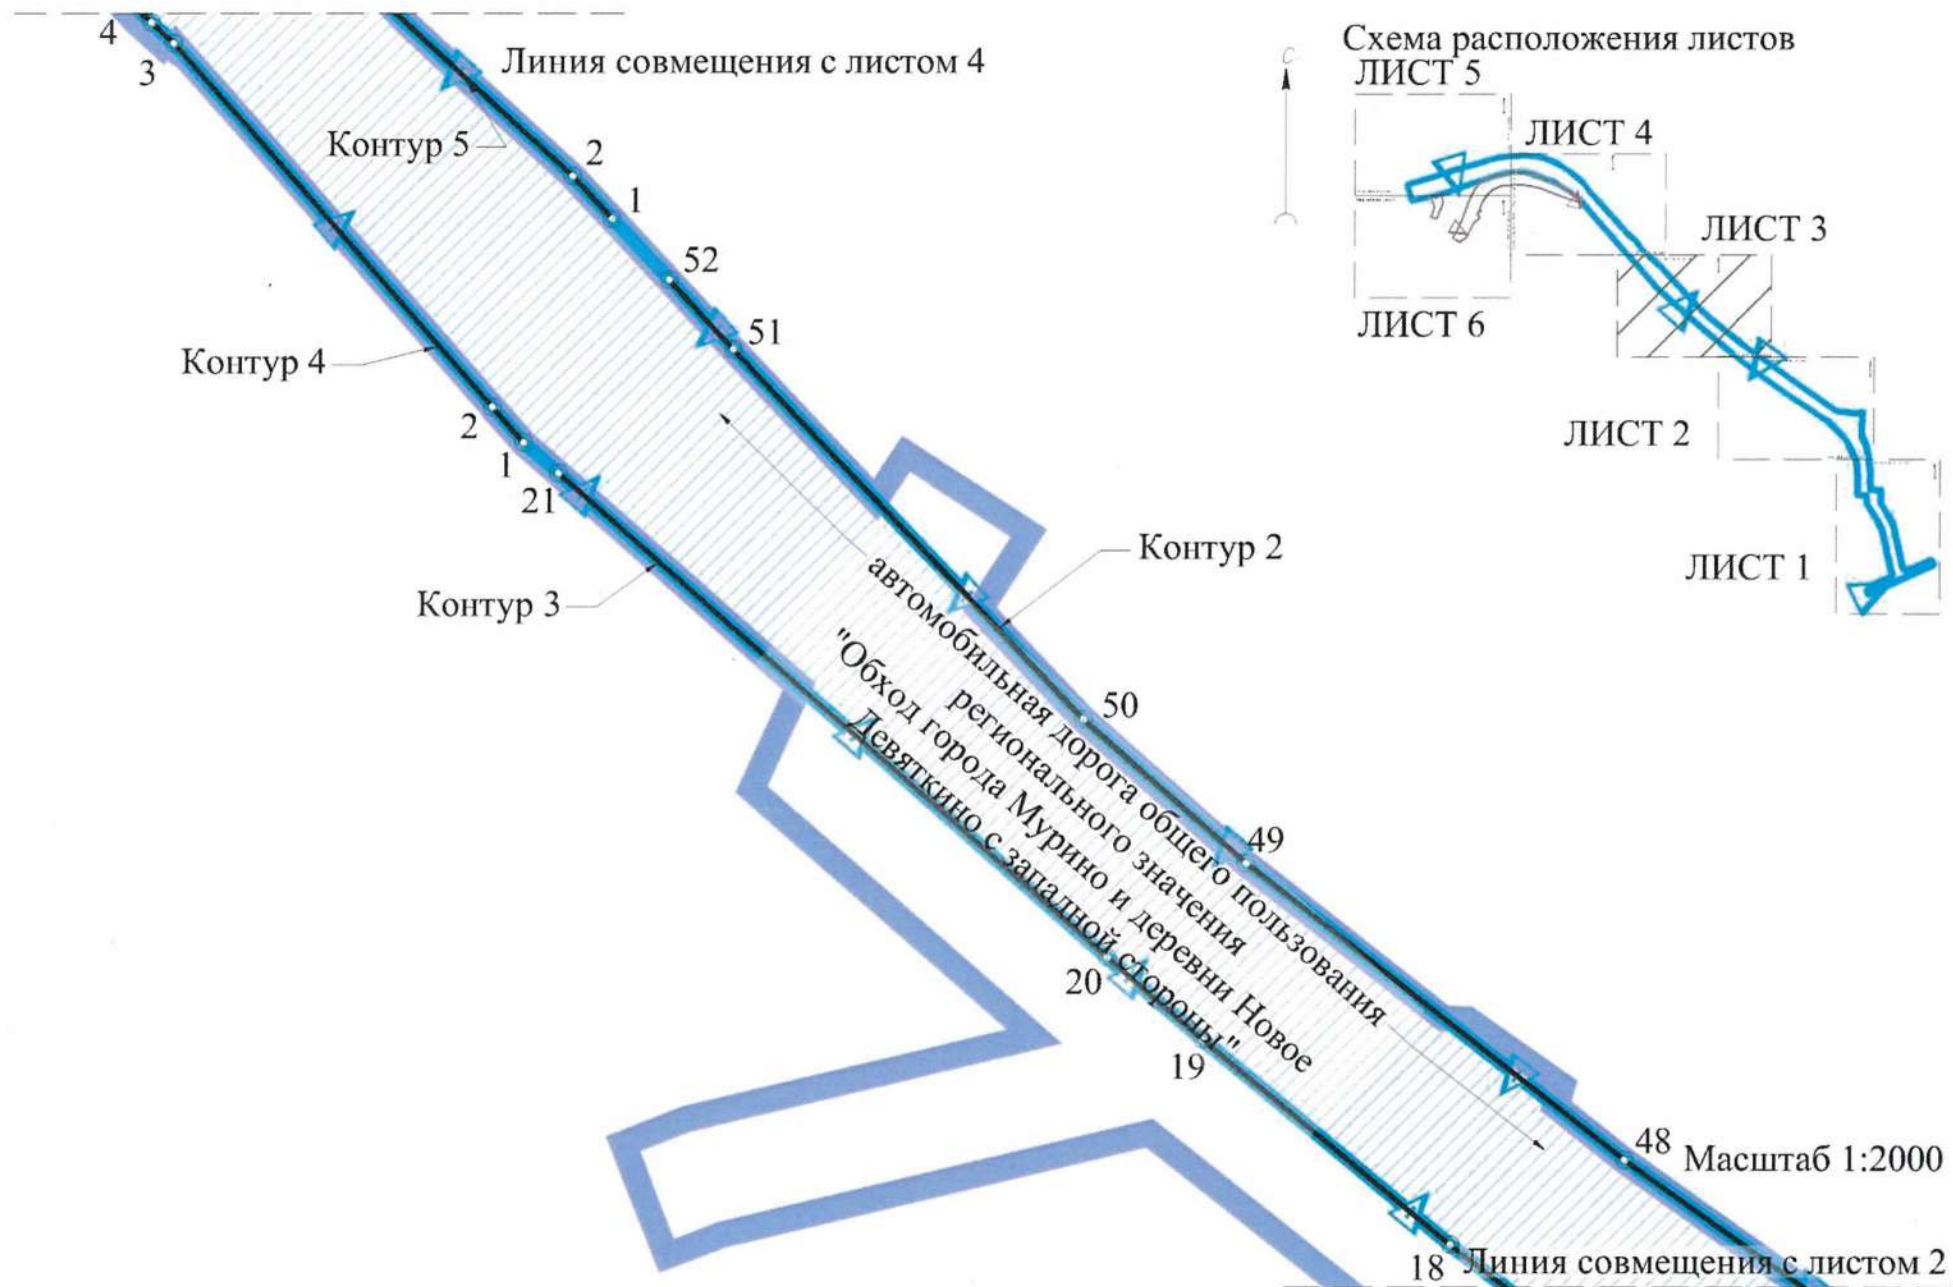 4
3
Линия совмещения с листом 4
Контур 5
2
1
52
51
Контур 4
2
1
21
Контур 3
Контур 2
автомобильная дорога общего пользования
регионального значения
"Обход города Мурино и деревни Новое
Девяткино с западной стороны"
50
49
20
19
48
Масштаб 1:2000
18
Линия совмещения с листом 2
С
Схема расположения листов
ЛИСТ 5
ЛИСТ 4
ЛИСТ 3
ЛИСТ 6
ЛИСТ 2
ЛИСТ 1